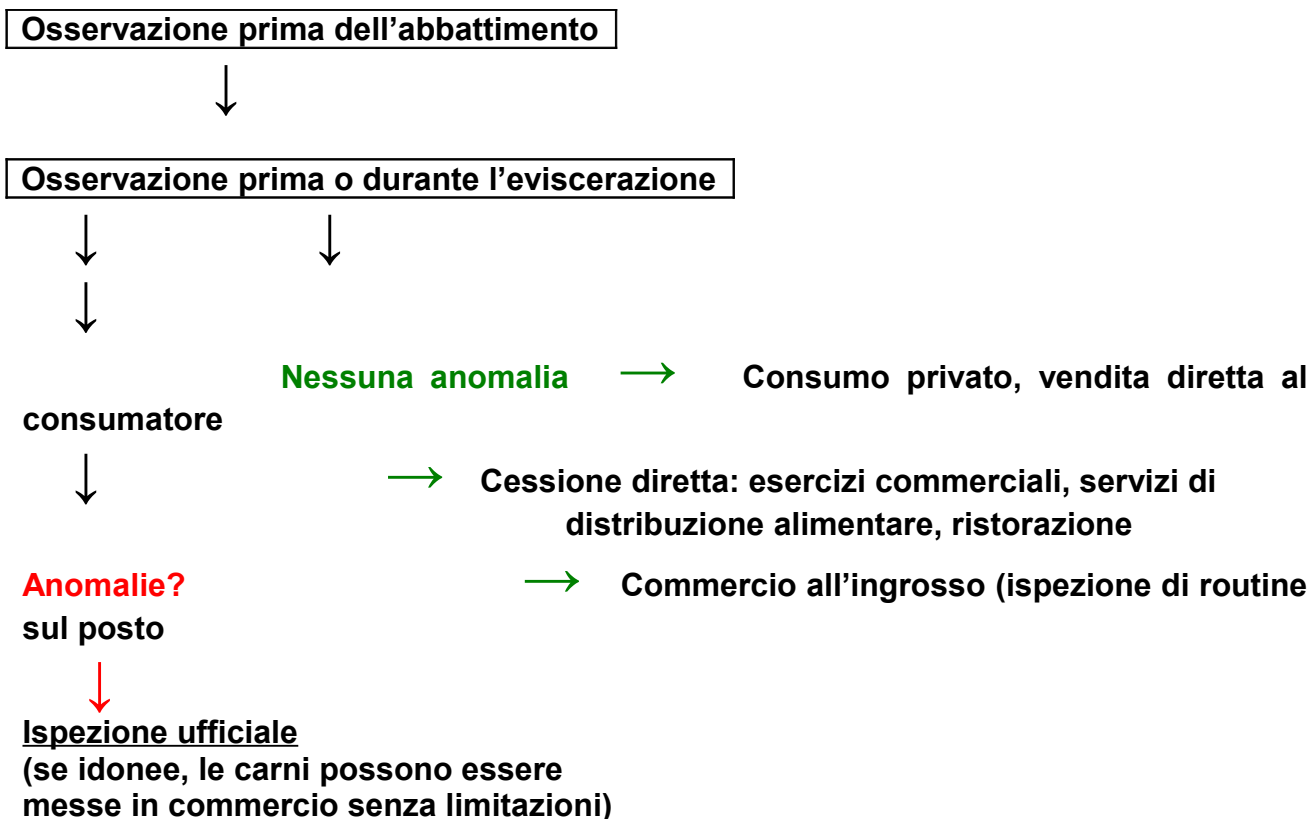 Osservazione prima dell’abbattimento
↓
Osservazione prima o durante l’eviscerazione
↓ ↓
↓
Nessuna anomalia → Consumo privato, vendita diretta al
consumatore
↓ → Cessione diretta: esercizi commerciali, servizi di
distribuzione alimentare, ristorazione
Anomalie? → Commercio all’ingrosso (ispezione di routine
sul posto
↓
Ispezione ufficiale
(se idonee, le carni possono essere
messe in commercio senza limitazioni)